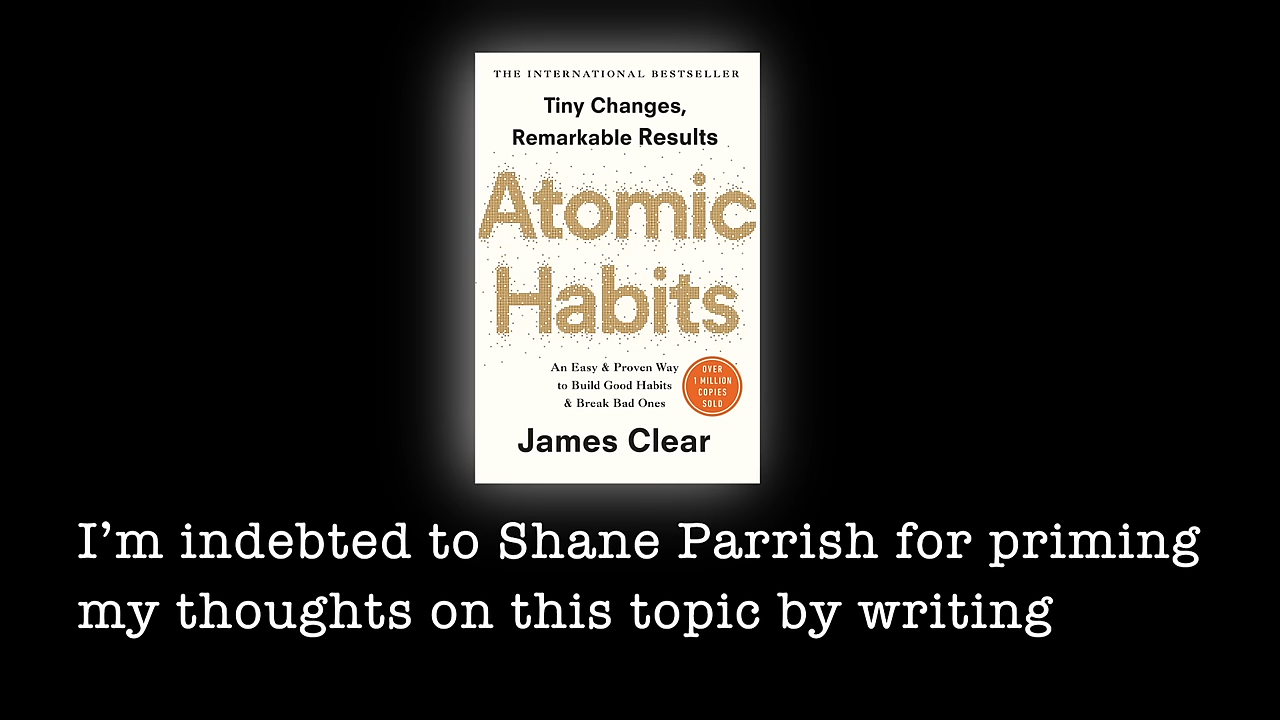 THE INTERNATIONAL BESTSELLER
Tiny Changes,
Remarkable Results
Atomic
Habits
An Easy & Proven Way
to Build Good Habits
& Break Bad Ones
OVER
1 MILLION
COPIES
SOLD
James Clear
I’m indebted to Shane Parrish for priming
my thoughts on this topic by writing